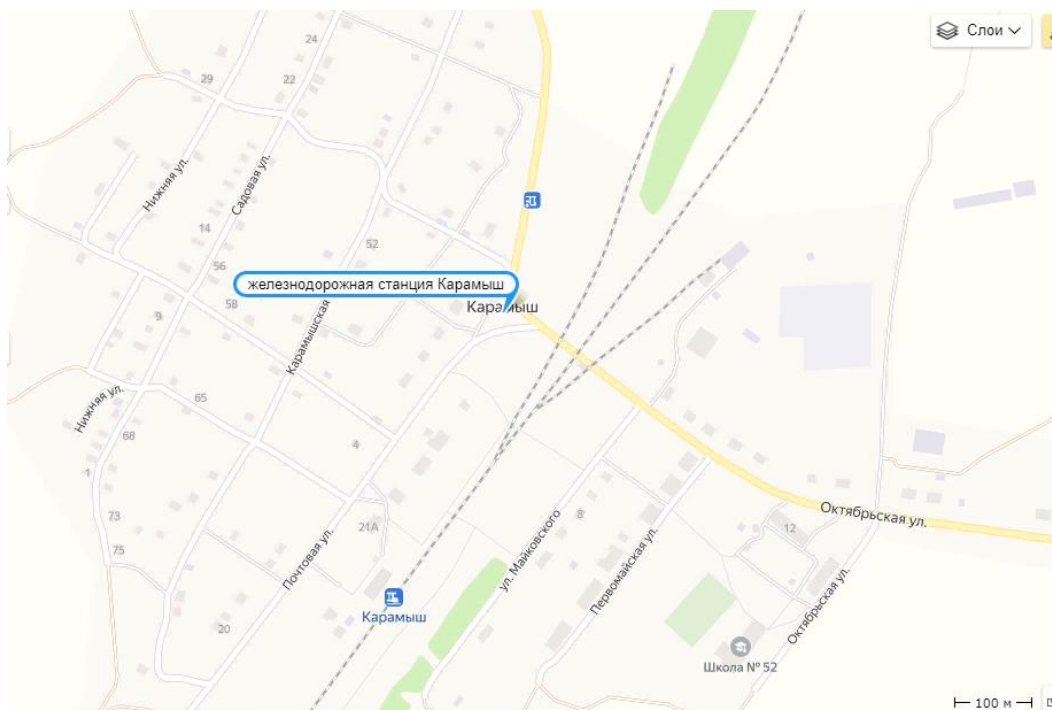 Слои
24
29
22
Нижняя ул.
Садовая ул.
14
52
56
железнодорожная станция Карамыш
58
Карамыш
9
Карамышская
Нижняя ул.
65
68
4
7
73
21А
8
Октябрьская ул.
12
75
Почтовая ул.
ул. Майковского
Первомайская ул.
Октябрьская ул.
Карамыш
20
Школа № 52
100 м